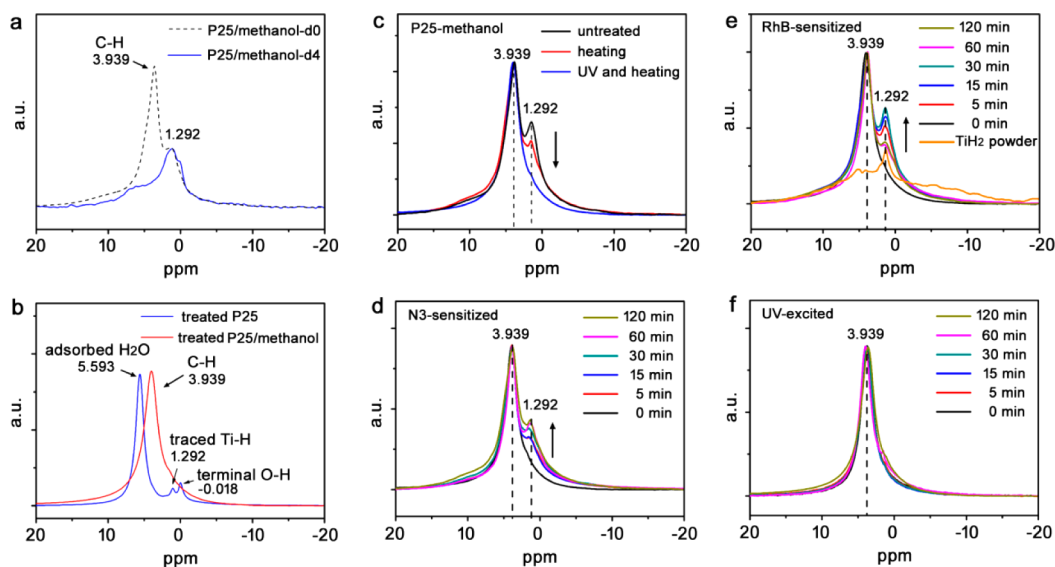 a
P25/methanol-d0
P25/methanol-d4
C-H
3.939
1.292
a.u.
20 10 0 -10 -20
ppm
b
treated P25
treated P25/methanol
adsorbed H2O
5.593
C-H
3.939
traced Ti-H
1.292
terminal O-H
-0.018
a.u.
20 10 0 -10 -20
ppm
c
P25-methanol
untreated
heating
UV and heating
3.939
1.292
a.u.
20 10 0 -10 -20
ppm
d
N3-sensitized
120 min
60 min
30 min
15 min
5 min
0 min
3.939
1.292
a.u.
20 10 0 -10 -20
ppm
e
RhB-sensitized
120 min
60 min
30 min
15 min
5 min
0 min
TiH2 powder
3.939
1.292
a.u.
20 10 0 -10 -20
ppm
f
UV-excited
120 min
60 min
30 min
15 min
5 min
0 min
3.939
a.u.
20 10 0 -10 -20
ppm